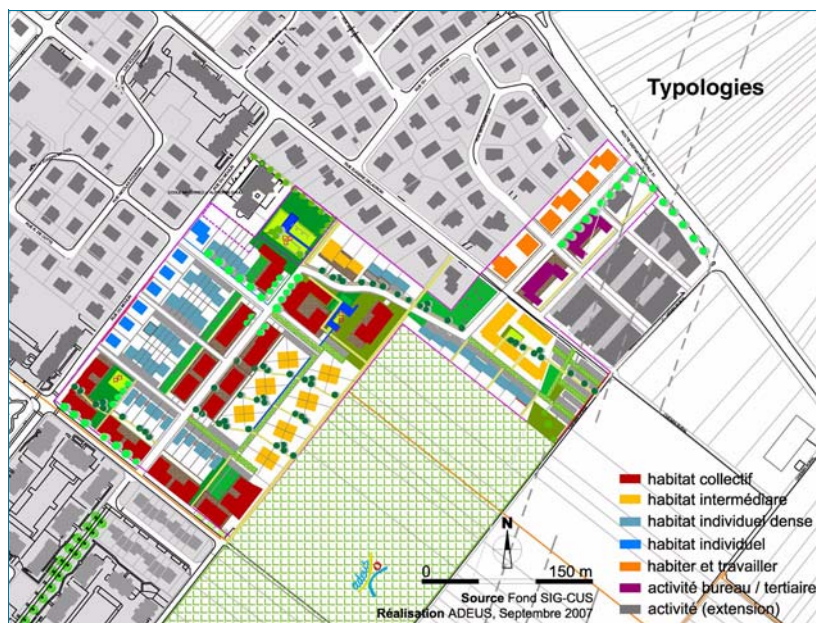 Typologies
habitat collectif
habitat intermédiare
habitat individuel dense
habitat individuel
habiter et travailler
activité bureau / tertiaire
activité (extension)
N
0 150 m
Source Fond SIG-CUS
Réalisation ADEUS, Septembre 2007
adeus